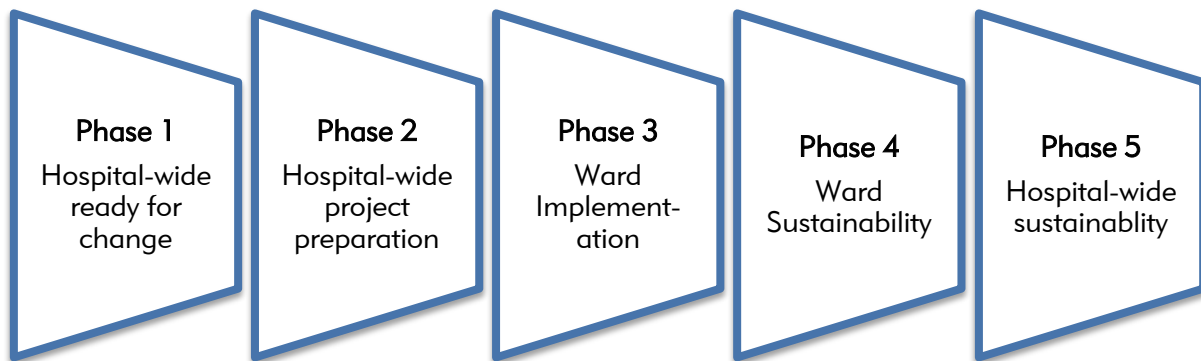 Phase 1
Hospital-wide
ready for
change
Phase 2
Hospital-wide
project
preparation
Phase 3
Ward
Implement-
ation
Phase 4
Ward
Sustainability
Phase 5
Hospital-wide
sustainablity